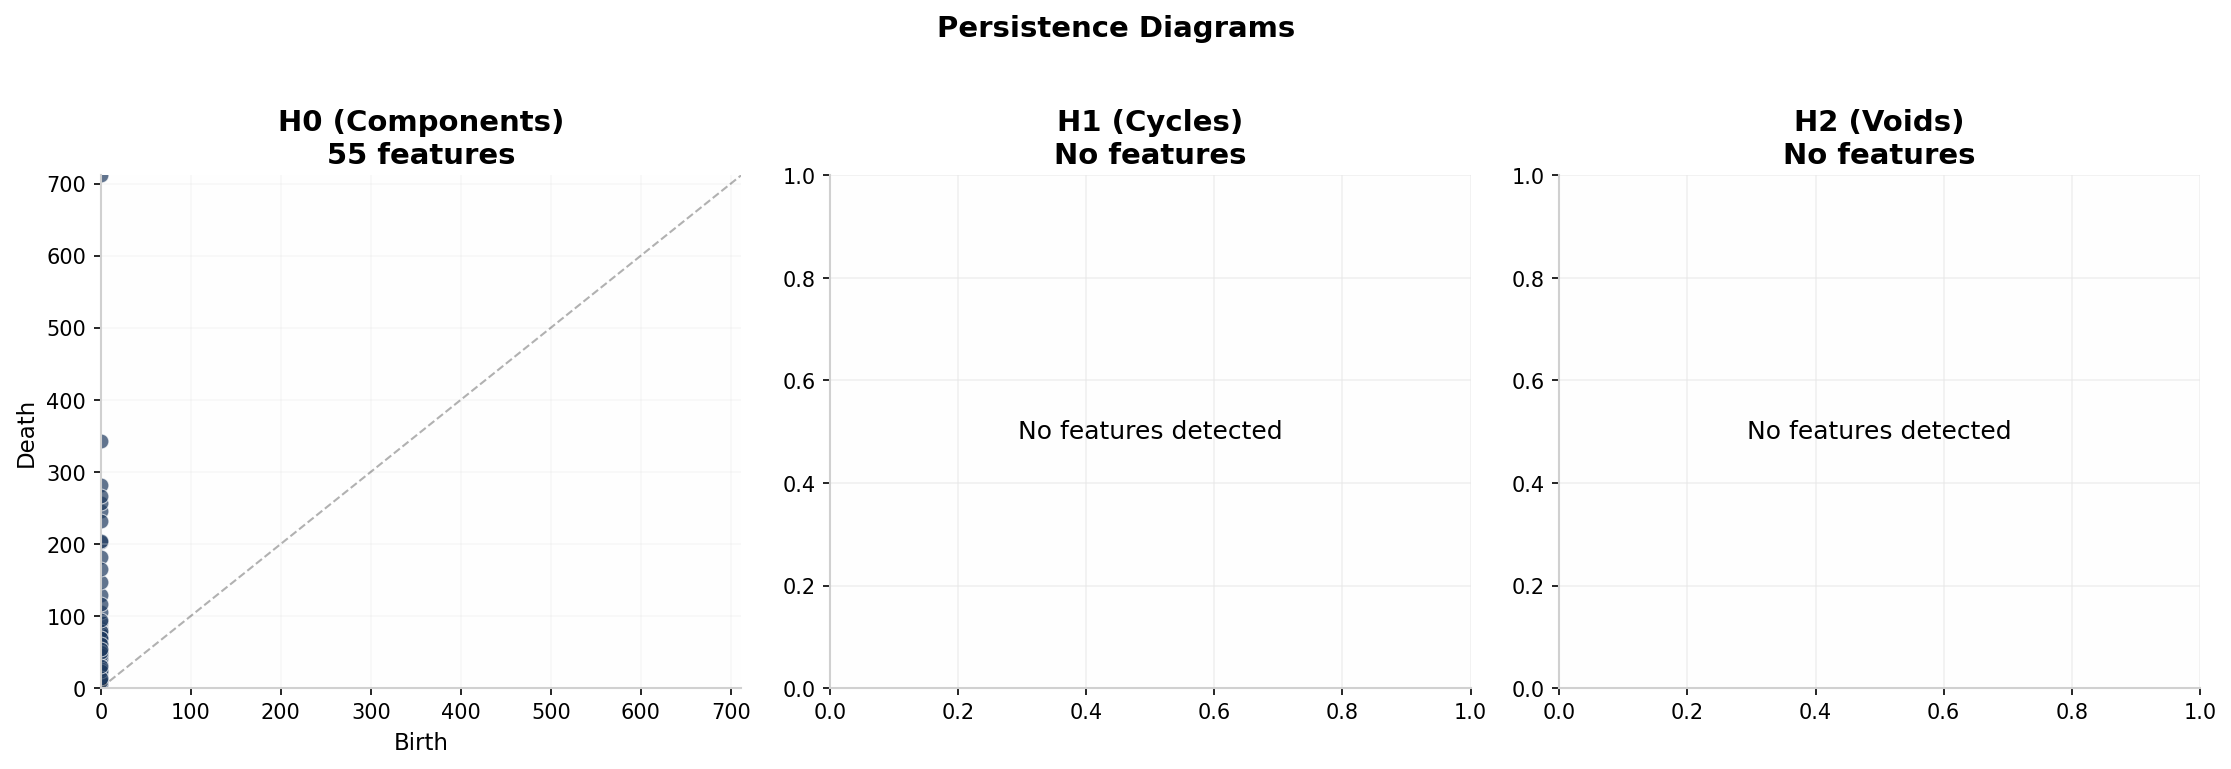 Persistence Diagrams
H0 (Components)
55 features
700
600
500
400
300
200
100
0
Death
0 100 200 300 400 500 600 700
Birth
H1 (Cycles)
No features
1.0
0.8
0.6
0.4
0.2
0.0
No features detected
0.0 0.2 0.4 0.6 0.8 1.0
H2 (Voids)
No features
1.0
0.8
0.6
0.4
0.2
0.0
No features detected
0.0 0.2 0.4 0.6 0.8 1.0